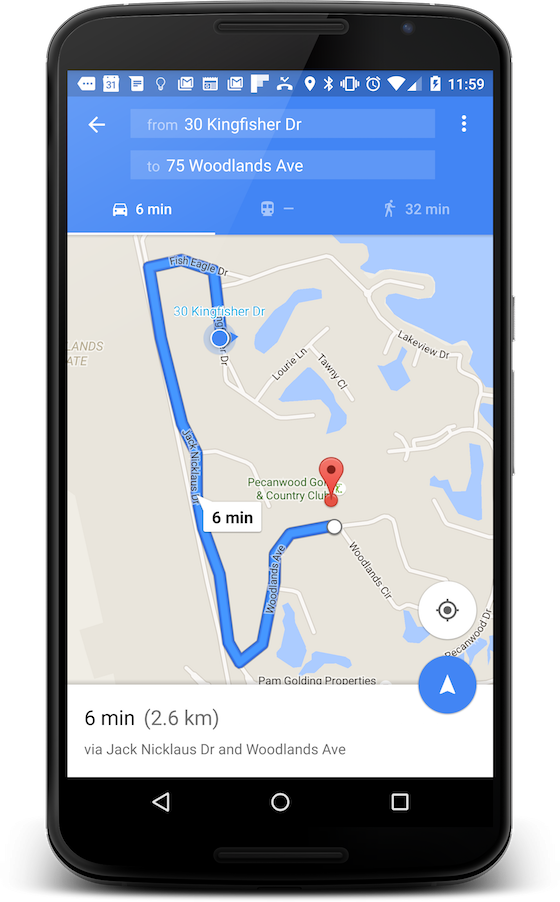 31
11:59
from 30 Kingfisher Dr
to 75 Woodlands Ave
6 min
–
32 min
Fish Eagle Dr
30 Kingfisher Dr
Lakeview Dr
LANDS
ATE
Lourie Ln
Tawny Cl
Jack Nicklaus Dr
Pecanwood Golf
& Country Club
6 min
Woodlands Ave
Woodlands Cir
Pecanwood Dr
Pam Golding Properties
6 min (2.6 km)
via Jack Nicklaus Dr and Woodlands Ave